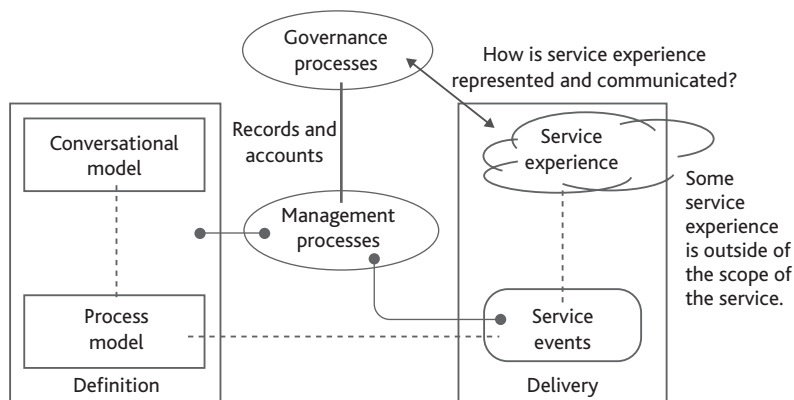 Governance
processes
How is service experience
represented and communicated?
Conversational
model
Records and
accounts
Service
experience
Management
processes
Some
service
experience
is outside of
the scope of
the service.
Process
model
Service
events
Definition
Delivery